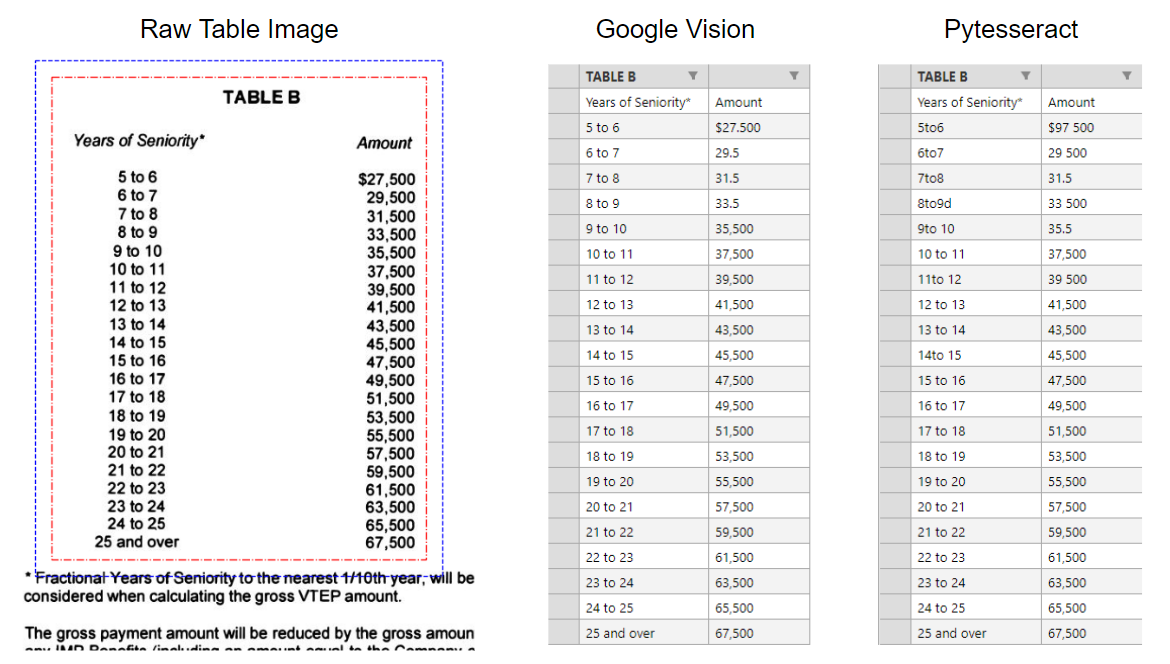 Raw Table Image
TABLE B
Years of Seniority* Amount
5 to 6 $27,500
6 to 7 29,500
7 to 8 31,500
8 to 9 33,500
9 to 10 35,500
10 to 11 37,500
11 to 12 39,500
12 to 13 41,500
13 to 14 43,500
14 to 15 45,500
15 to 16 47,500
16 to 17 49,500
17 to 18 51,500
18 to 19 53,500
19 to 20 55,500
20 to 21 57,500
21 to 22 59,500
22 to 23 61,500
23 to 24 63,500
24 to 25 65,500
25 and over 67,500
* Fractional Years of Seniority to the nearest 1/10th year, will be
considered when calculating the gross VTEP amount.
The gross payment amount will be reduced by the gross amoun
Google Vision
TABLE B
Years of Seniority* Amount
5 to 6 $27.500
6 to 7 29.5
7 to 8 31.5
8 to 9 33.5
9 to 10 35,500
10 to 11 37,500
11 to 12 39,500
12 to 13 41,500
13 to 14 43,500
14 to 15 45,500
15 to 16 47,500
16 to 17 49,500
17 to 18 51,500
18 to 19 53,500
19 to 20 55,500
20 to 21 57,500
21 to 22 59,500
22 to 23 61,500
23 to 24 63,500
24 to 25 65,500
25 and over 67,500
Pytesseract
TABLE B
Years of Seniority* Amount
5to6 $97 500
6to7 29 500
7to8 31.5
8to9d 33 500
9to 10 35.5
10 to 11 37,500
11to 12 39 500
12 to 13 41,500
13 to 14 43,500
14to 15 45,500
15 to 16 47,500
16 to 17 49,500
17 to 18 51,500
18 to 19 53,500
19 to 20 55,500
20 to 21 57,500
21 to 22 59,500
22 to 23 61,500
23 to 24 63,500
24 to 25 65,500
25 and over 67,500